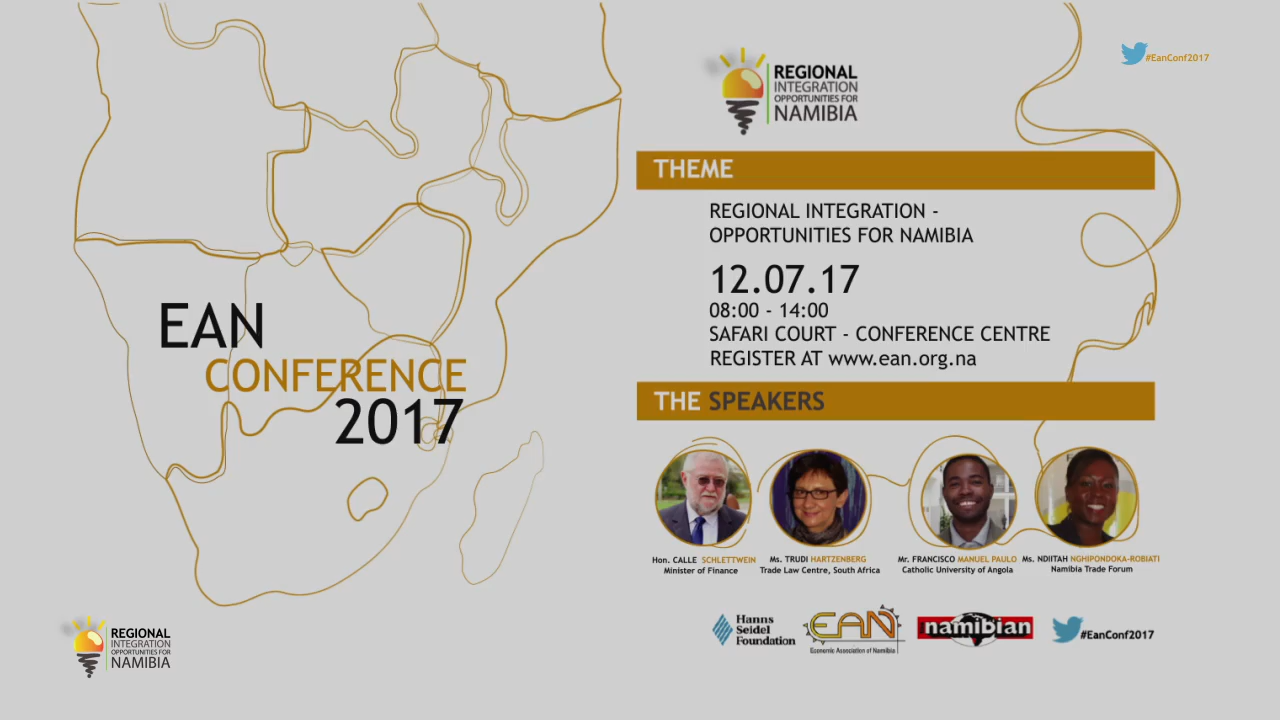 #EanConf2017
REGIONAL
INTEGRATION
OPPORTUNITIES FOR
NAMIBIA
THEME
REGIONAL INTEGRATION -
OPPORTUNITIES FOR NAMIBIA
12.07.17
08:00 - 14:00
SAFARI COURT - CONFERENCE CENTRE
REGISTER AT www.ean.org.na
EAN
CONFERENCE
2017
THE SPEAKERS
Hon. CALLE SCHLETTWEIN
Minister of Finance
Ms. TRUDI HARTZENBERG
Trade Law Centre, South Africa
Mr. FRANCISCO MANUEL PAULO
Catholic University of Angola
Ms. NDIITAH NGHIPONDOKA-ROBIATI
Namibia Trade Forum
REGIONAL
INTEGRATION
OPPORTUNITIES FOR
NAMIBIA
Hanns
Seidel
Foundation
EAN
Economic Association of Namibia
namibian
#EanConf2017